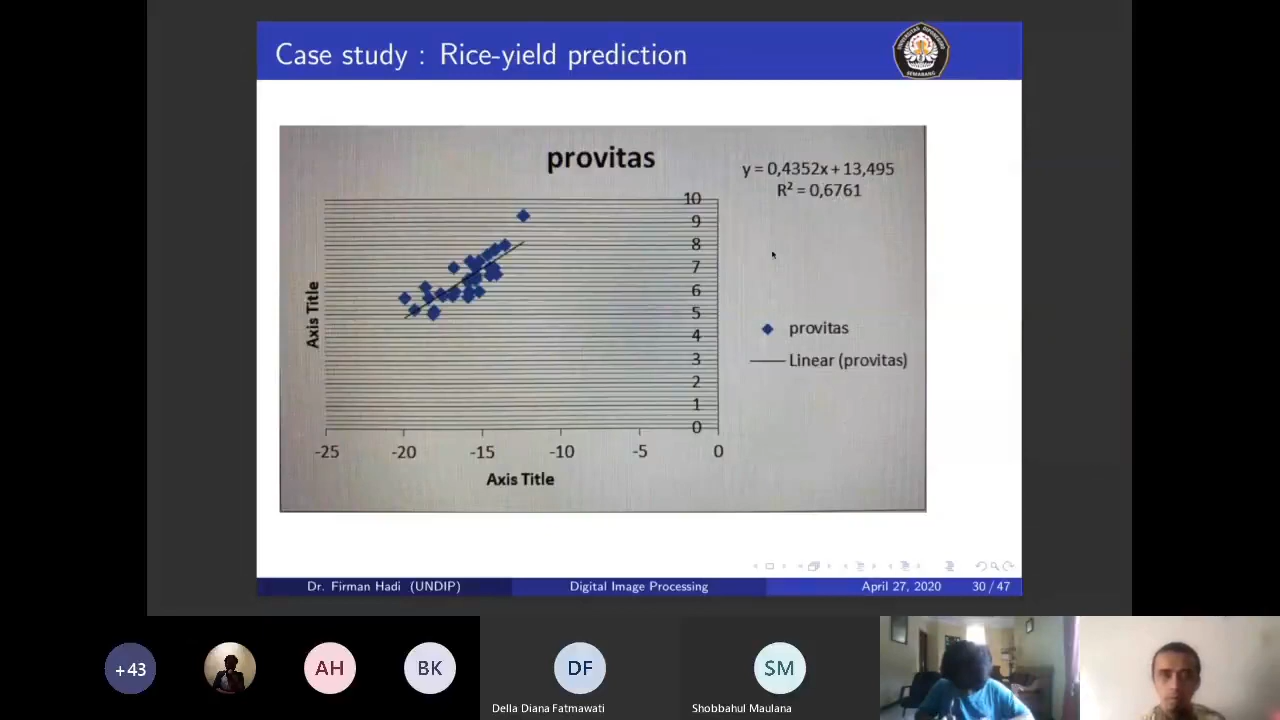 Case study : Rice-yield prediction
UNIVERSITAS DIPONEGORO
SEMARANG
provitas
y = 0,4352x + 13,495
R² = 0,6761
10
9
8
7
6
5
4
3
2
1
0
Axis Title
provitas
Linear (provitas)
-25 -20 -15 -10 -5 0
Axis Title
Dr. Firman Hadi (UNDIP) Digital Image Processing April 27, 2020 30 / 47
+43 AH BK DF SM
Della Diana Fatmawati Shobbahul Maulana